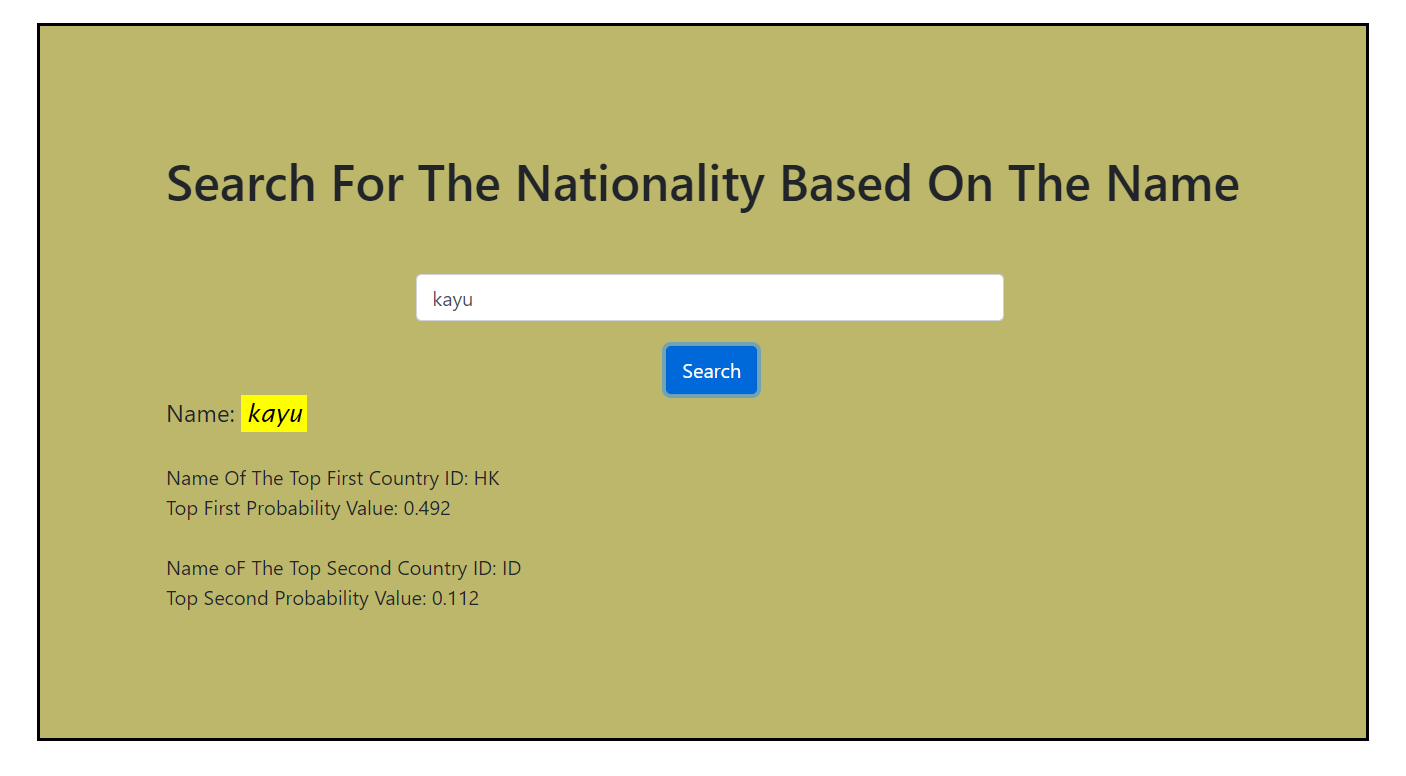 Search For The Nationality Based On The Name
kayu
Search
Name: kayu
Name Of The Top First Country ID: HK
Top First Probability Value: 0.492
Name oF The Top Second Country ID: ID
Top Second Probability Value: 0.112